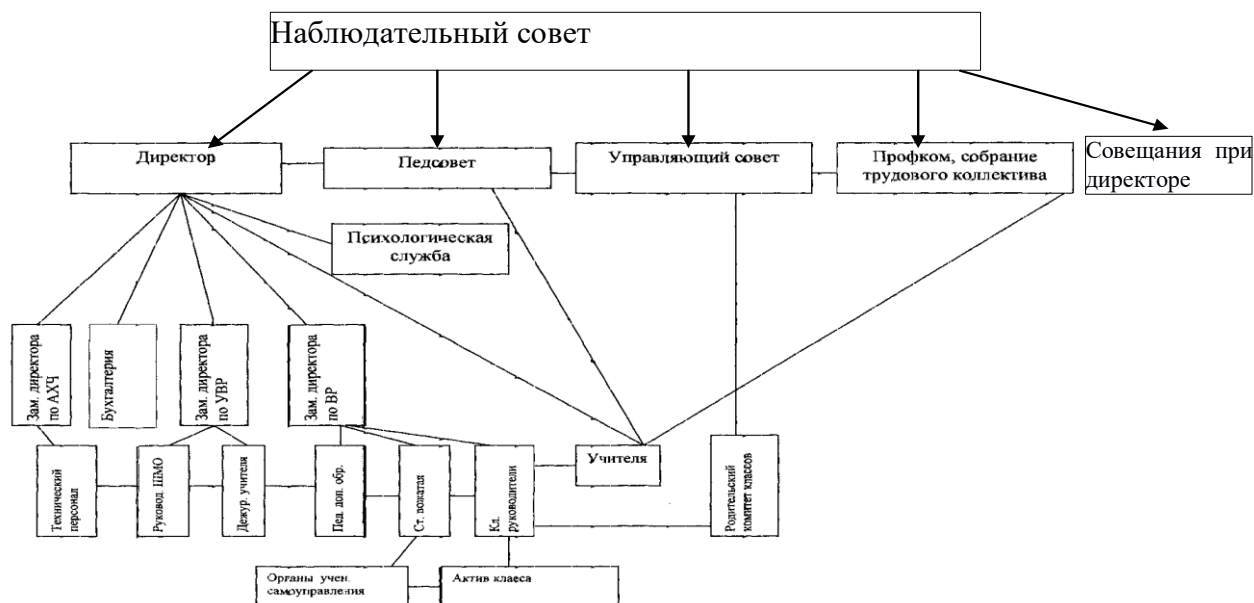 Наблюдательный совет
Директор
Педсовет
Управляющий совет
Профком, собрание
трудового коллектива
Совещания при
директоре
Психологическая
служба
Зам. директора
по АХЧ
Бухгалтерия
Зам. директора
по УВР
Зам. директора
по ВР
Технический
персонал
Руковод. ШМО
Дежур. учителя
Пед. доп. обр.
Ст. вожатая
Кл.
руководители
Учителя
Родительский
комитет классов
Органы учен.
самоуправления
Актив клаеса